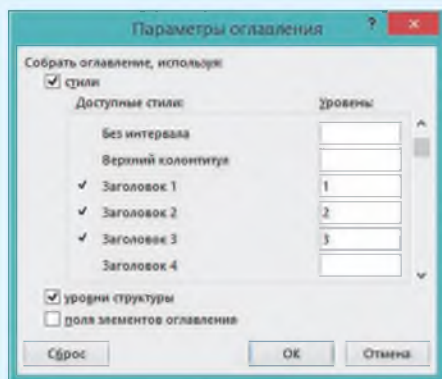 Параметры оглавления ?
Собрать оглавление, используя:
стили
Доступные стили: Уровень:
Без интервала
Верхний колонтитул
Заголовок 1 1
Заголовок 2 2
Заголовок 3 3
Заголовок 4
уровни структуры
поля элементов оглавления
Сброс ОК Отмена